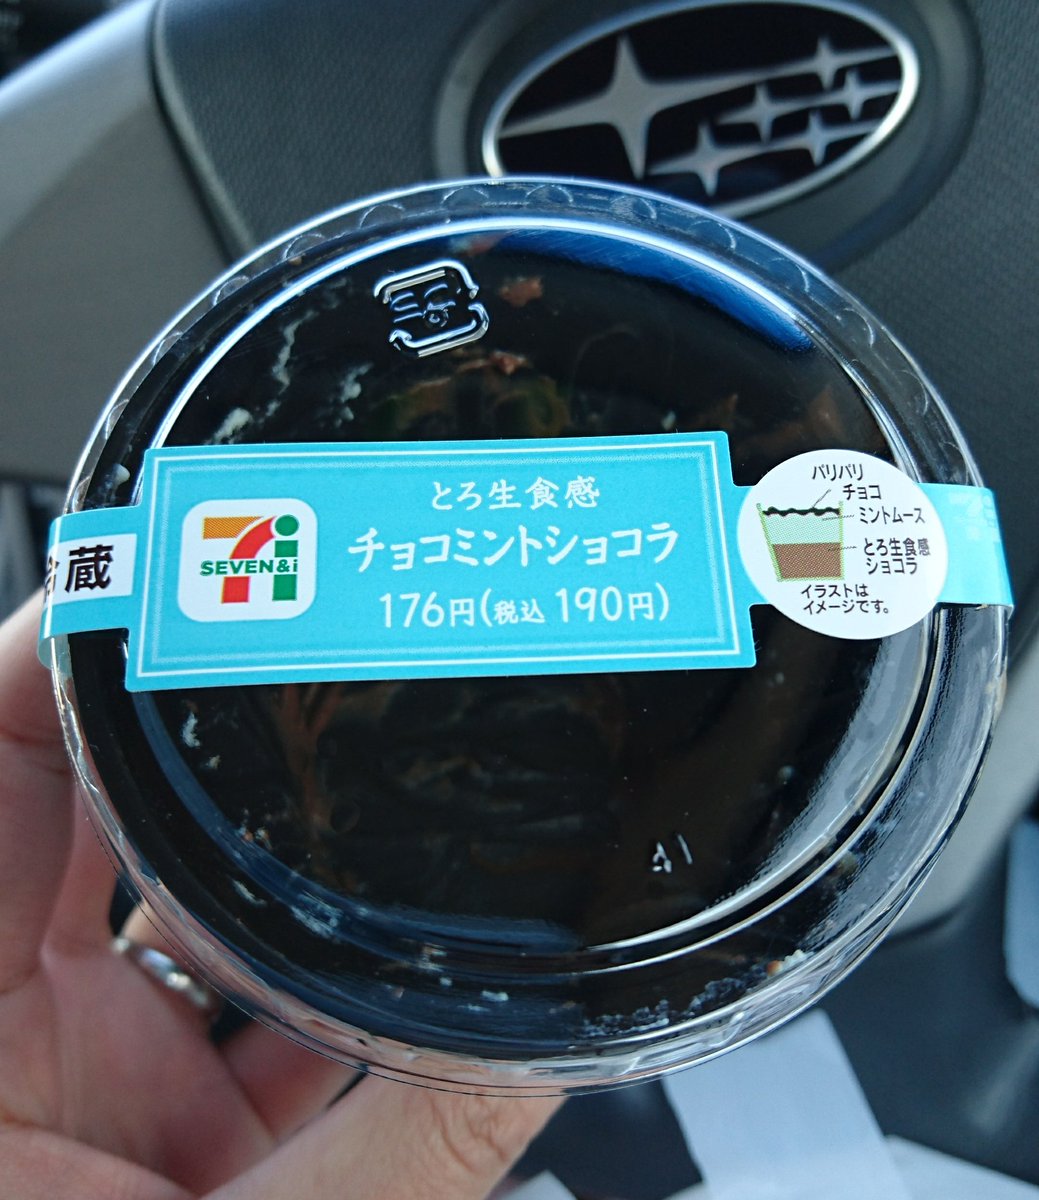 とろ生食感
チョコミントショコラ
176円(税込 190円)
SEVEN&i
蔵
パリパリ
チョコ
ミントムース
とろ生食感
ショコラ
イラストは
イメージです。